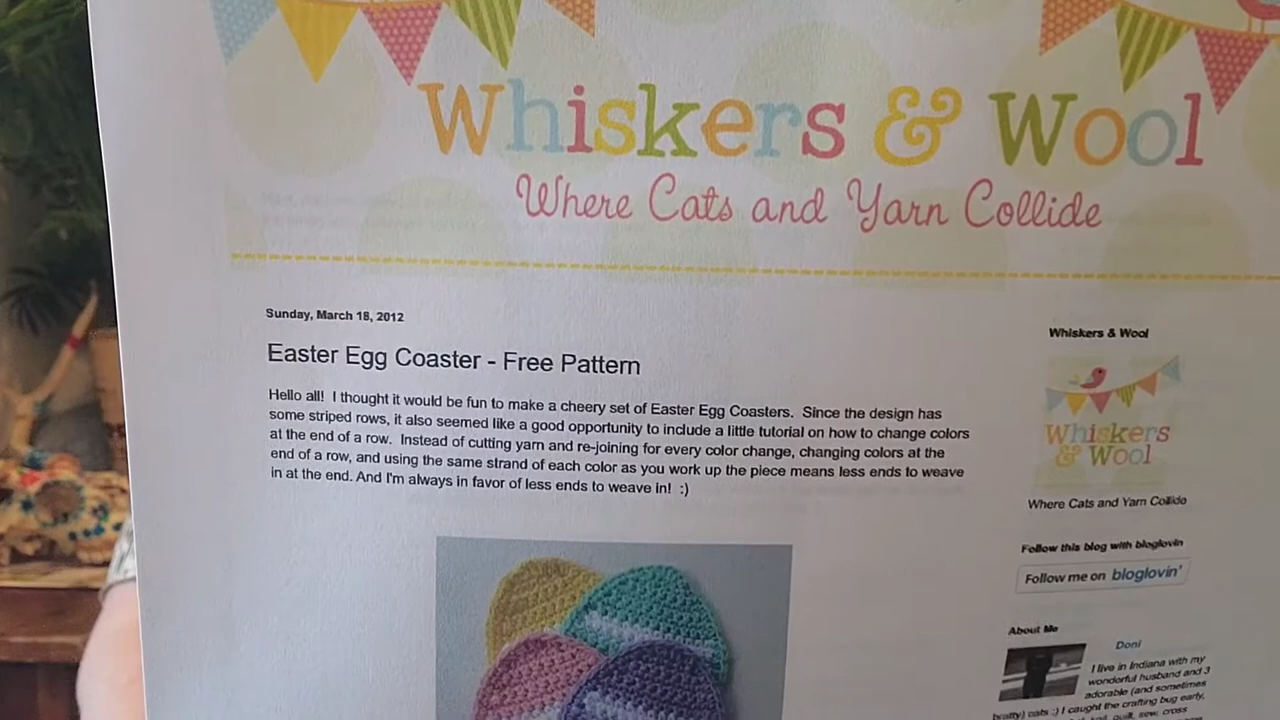 Whiskers & Wool
Where Cats and Yarn Collide
Sunday, March 18, 2012
Easter Egg Coaster - Free Pattern
Hello all!  I thought it would be fun to make a cheery set of Easter Egg Coasters.  Since the design has
some striped rows, it also seemed like a good opportunity to include a little tutorial on how to change colors
at the end of a row.  Instead of cutting yarn and re-joining for every color change, changing colors at the
end of a row, and using the same strand of each color as you work up the piece means less ends to weave
in at the end. And I'm always in favor of less ends to weave in!  :)
Whiskers & Wool
Whiskers
& Wool
Where Cats and Yarn Collide
Follow this blog with bloglovin
Follow me on bloglovin'
About Me
Doni
I live in Indiana with my
wonderful husband and 3
adorable (and sometimes
bratty) cats :) I caught the crafting bug early,
quilt, sew, cross